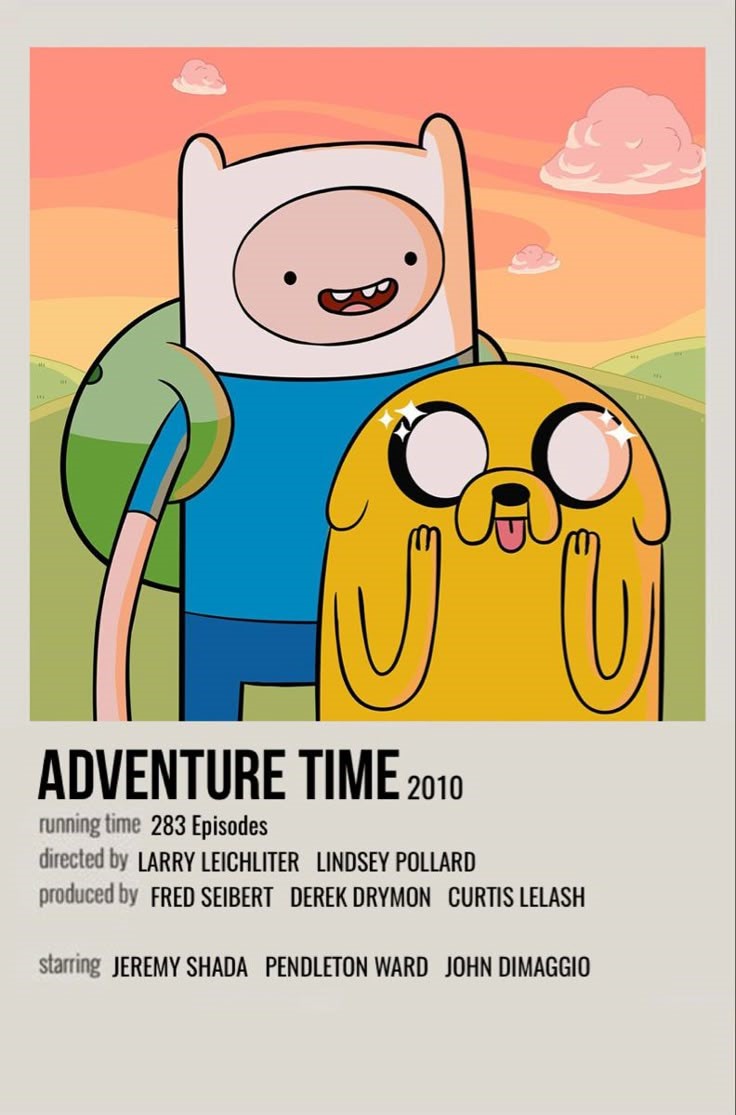 ADVENTURE TIME 2010
running time 283 Episodes
directed by LARRY LEICHLITER LINDSEY POLLARD
produced by FRED SEIBERT DEREK DRYMON CURTIS LELASH
starring JEREMY SHADA PENDLETON WARD JOHN DIMAGGIO